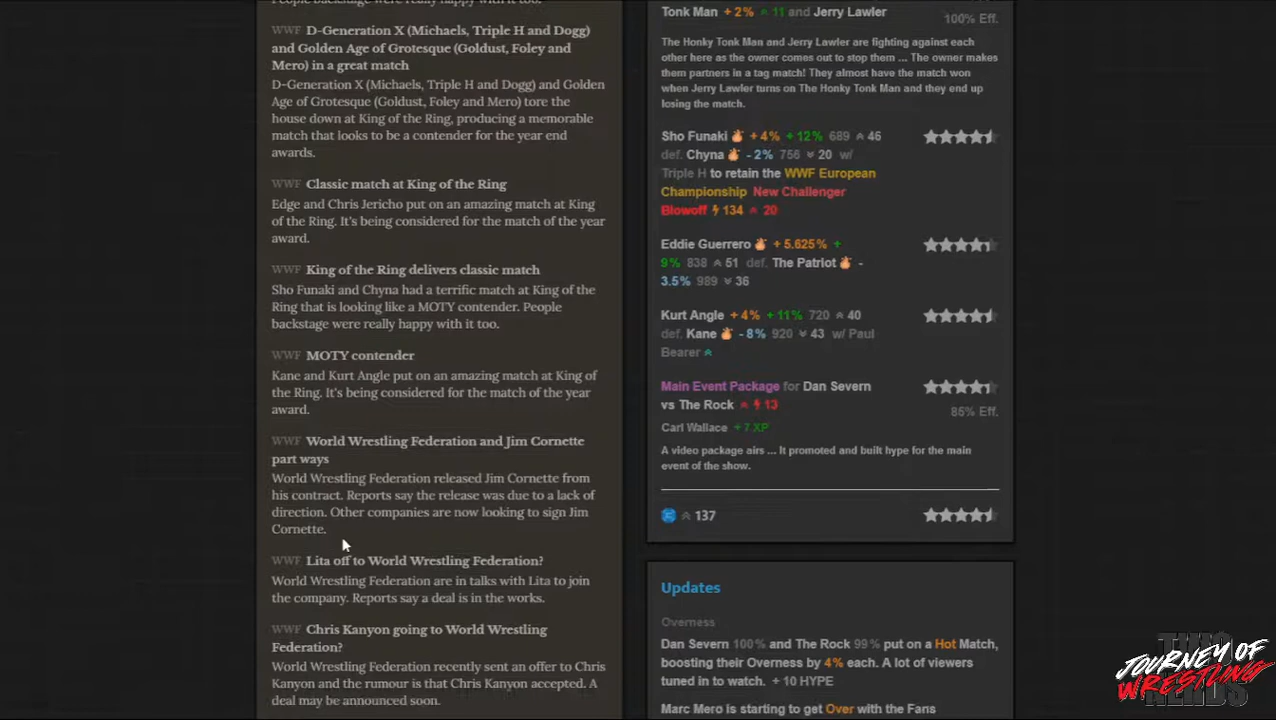 People backstage were really happy with it too.
WWF D-Generation X (Michaels, Triple H and Dogg)
and Golden Age of Grotesque (Goldust, Foley and
Mero) in a great match
D-Generation X (Michaels, Triple H and Dogg) and Golden
Age of Grotesque (Goldust, Foley and Mero) tore the
house down at King of the Ring, producing a memorable
match that looks to be a contender for the year end
awards.
WWF Classic match at King of the Ring
Edge and Chris Jericho put on an amazing match at King
of the Ring. It's being considered for the match of the year
award.
WWF King of the Ring delivers classic match
Sho Funaki and Chyna had a terrific match at King of the
Ring that is looking like a MOTY contender. People
backstage were really happy with it too.
WWF MOTY contender
Kane and Kurt Angle put on an amazing match at King of
the Ring. It's being considered for the match of the year
award.
WWF World Wrestling Federation and Jim Cornette
part ways
World Wrestling Federation released Jim Cornette from
his contract. Reports say the release was due to a lack of
direction. Other companies are now looking to sign Jim
Cornette.
WWF Lita off to World Wrestling Federation?
World Wrestling Federation are in talks with Lita to join
the company. Reports say a deal is in the works.
WWF Chris Kanyon going to World Wrestling
Federation?
World Wrestling Federation recently sent an offer to Chris
Kanyon and the rumour is that Chris Kanyon accepted. A
deal may be announced soon.
Tonk Man + 2% 11 and Jerry Lawler
100% Eff.
The Honky Tonk Man and Jerry Lawler are fighting against each
other here as the owner comes out to stop them ... The owner makes
them partners in a tag match! They almost have the match won
when Jerry Lawler turns on The Honky Tonk Man and they end up
losing the match.
Sho Funaki + 4% + 12% 689 46
def. Chyna - 2% 756 20 w/
Triple H to retain the WWF European
Championship New Challenger
Blowoff 134 20
Eddie Guerrero + 5.625% +
9% 838 51 def. The Patriot -
3.5% 989 36
Kurt Angle + 4% + 11% 720 40
def. Kane - 8% 920 43 w/ Paul
Bearer
Main Event Package for Dan Severn
vs The Rock 13
85% Eff.
Carl Wallace + 7 XP
A video package airs ... It promoted and built hype for the main
event of the show.
137
Updates
Overness
Dan Severn 100% and The Rock 99% put on a Hot Match,
boosting their Overness by 4% each. A lot of viewers
tuned in to watch. + 10 HYPE
Marc Mero is starting to get Over with the Fans
JOURNEY OF
WRESTLING